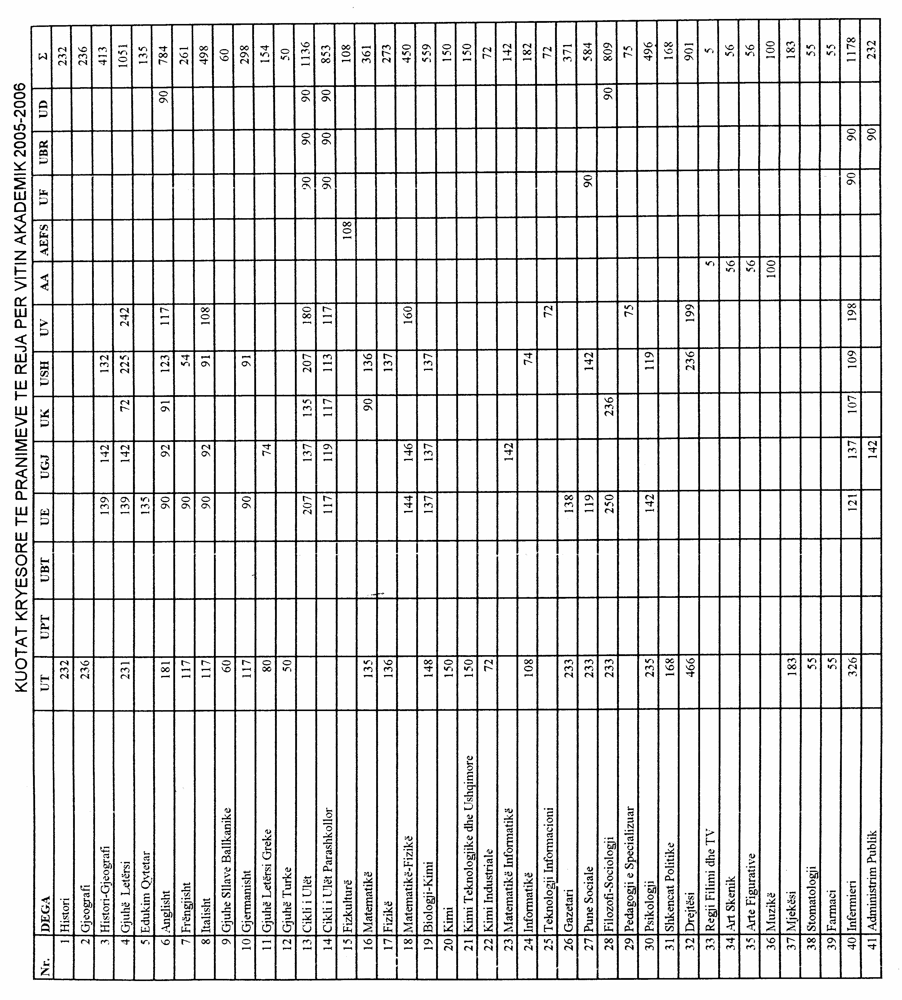 KUOTAT KRYESORE TE PRANIMEVE TE REJA PER VITIN AKADEMIK 2005-2006
Nr. DEGA UT UPT UBT UE UGJ UK USH UV AA AEFS UF UBR UD Σ
1 Histori 232 232
2 Gjeografi 236 236
3 Histori-Gjeografi 139 142 132 413
4 Gjuhë Letërsi 231 139 142 72 225 242 1051
5 Edukim Qytetar 135 135
6 Anglisht 181 90 92 91 123 117 90 784
7 Frëngjisht 117 90 54 261
8 Italisht 117 90 92 91 108 498
9 Gjuhe Sllave Ballkanike 60 60
10 Gjermanisht 117 90 91 298
11 Gjuhë Letërsi Greke 80 74 154
12 Gjuhë Turke 50 50
13 Cikli i Ulët 207 137 135 207 180 90 90 90 1136
14 Cikli i Ulët Parashkollor 117 119 117 113 117 90 90 90 853
15 Fizkulturë 108 108
16 Matematikë 135 90 136 361
17 Fizikë 136 137 273
18 Matematikë-Fizikë 144 146 160 450
19 Biologji-Kimi 148 137 137 137 559
20 Kimi 150 150
21 Kimi Teknologjike dhe Ushqimore 150 150
22 Kimi Industriale 72 72
23 Matematikë Informatikë 142 142
24 Informatikë 108 74 182
25 Teknologji Informacioni 72 72
26 Gazetari 233 138 371
27 Pune Sociale 233 119 142 90 584
28 Filozofi-Sociologji 233 250 236 90 809
29 Pedagogji e Specializuar 75 75
30 Psikologji 235 142 119 496
31 Shkencat Politike 168 168
32 Drejtësi 466 236 199 901
33 Regji Filimi dhe TV 5 5
34 Art Skenik 56 56
35 Arte Figurative 56 56
36 Muzikë 100 100
37 Mjekësi 183 183
38 Stomatologji 55 55
39 Farmaci 55 55
40 Infermieri 326 121 137 107 109 198 90 90 1178
41 Administrim Publik 142 90 232